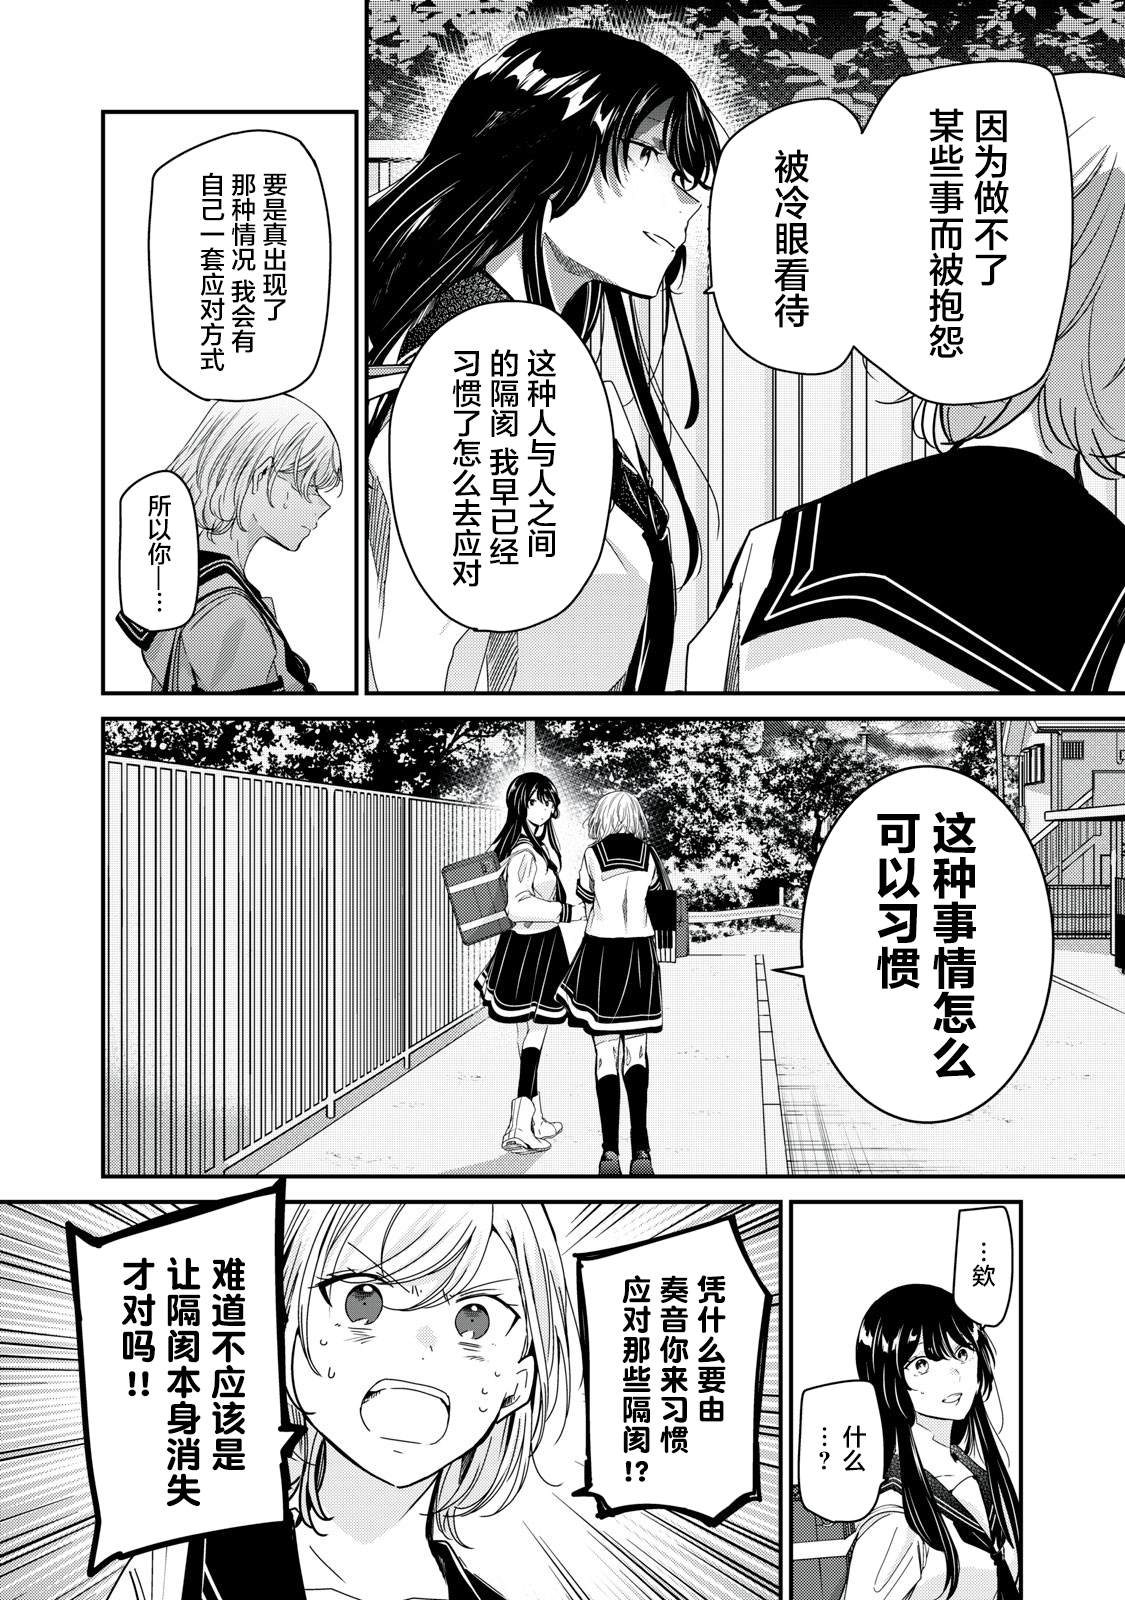 因为做不了
某些事而被抱怨
被冷眼看待
这种人与人之间
的隔阂 我早已经
习惯了怎么去应对
要是真出现了
那种情况 我会有
自己一套应对方式
所以你—…
这种事情怎么
可以习惯
…欸
什么
…?
凭什么要由
奏音你来习惯
应对那些隔阂
!?
难道不应该是
让隔阂本身消失
才对吗!!